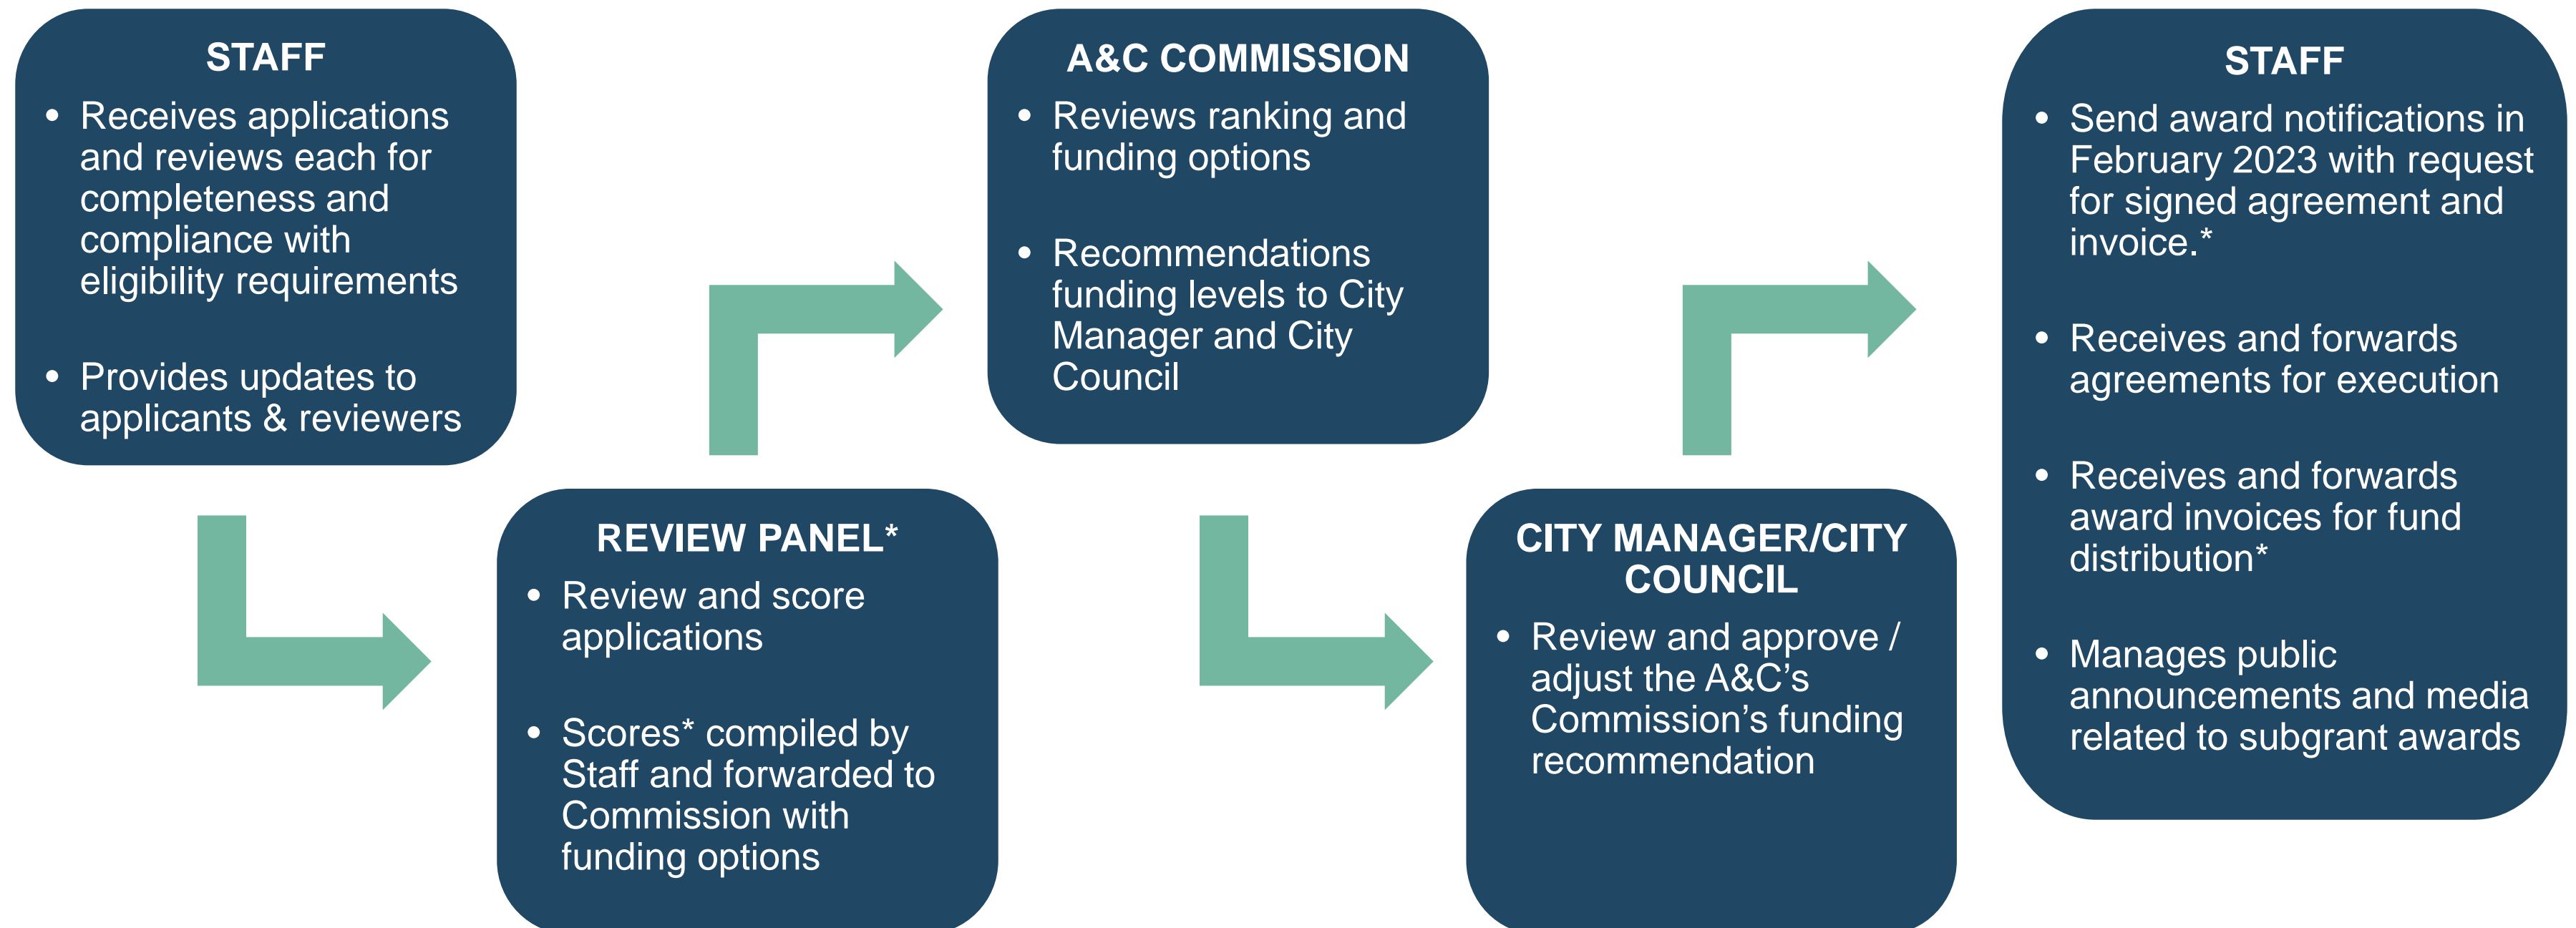 STAFF
• Receives applications
and reviews each for
completeness and
compliance with
eligibility requirements
• Provides updates to
applicants & reviewers
REVIEW PANEL*
• Review and score
applications
• Scores* compiled by
Staff and forwarded to
Commission with
funding options
A&C COMMISSION
• Reviews ranking and
funding options
• Recommendations
funding levels to City
Manager and City
Council
CITY MANAGER/CITY
COUNCIL
• Review and approve /
adjust the A&C’s
Commission’s funding
recommendation
STAFF
• Send award notifications in
February 2023 with request
for signed agreement and
invoice.*
• Receives and forwards
agreements for execution
• Receives and forwards
award invoices for fund
distribution*
• Manages public
announcements and media
related to subgrant awards